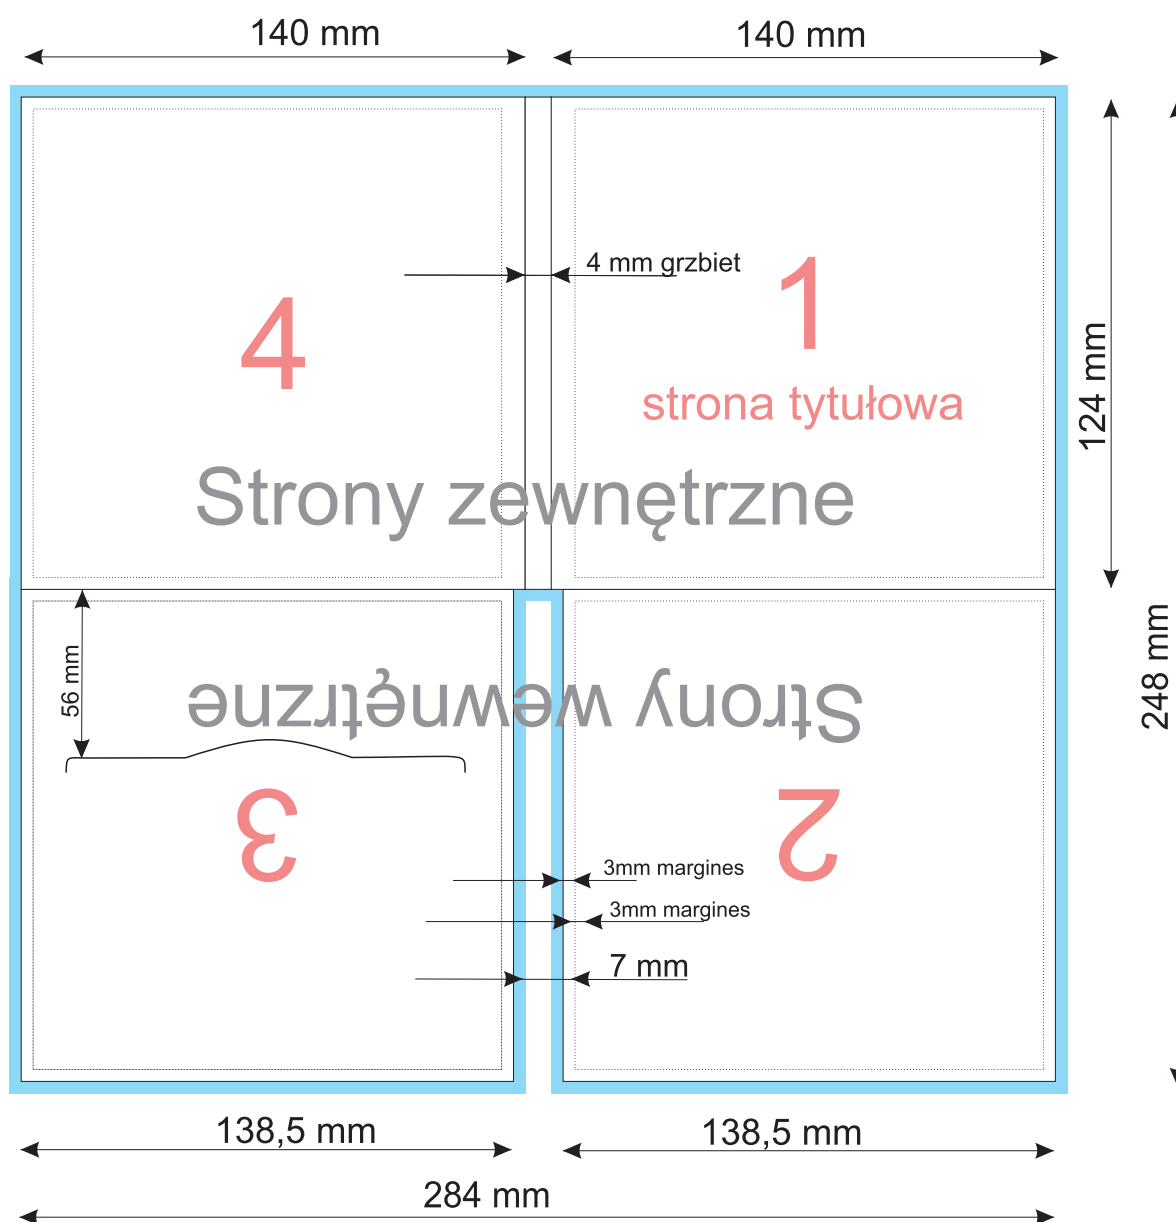 140 mm
140 mm
4 mm grzbiet
1
4
strona tytułowa
124 mm
Strony zewnętrzne
56 mm
248 mm
Strony wewnętrzne
3
2
3mm margines
3mm margines
7 mm
138,5 mm
138,5 mm
284 mm